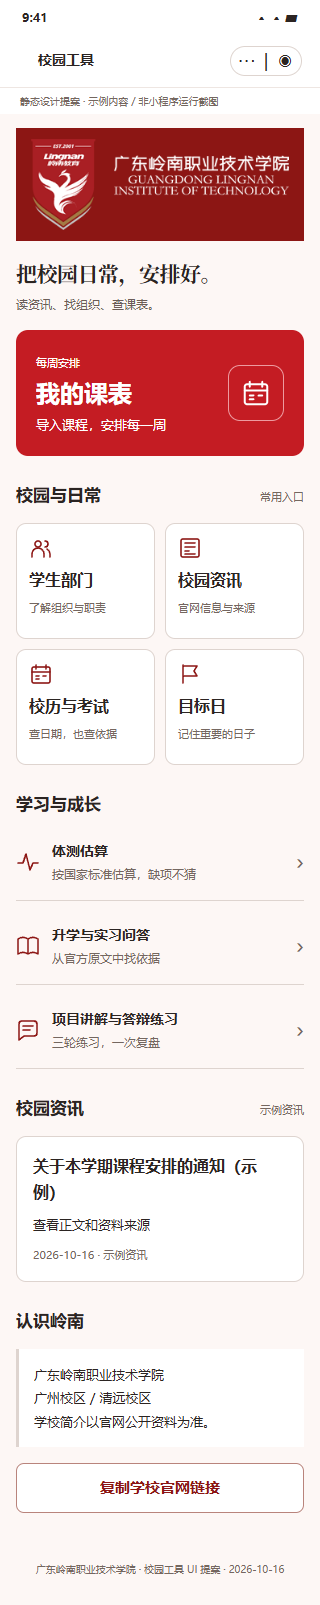 9:41
校园工具
静态设计提案 · 示例内容 / 非小程序运行截图
EST.2001
Lingnan
岭南教育
广东岭南职业技术学院
GUANGDONG LINGNAN
INSTITUTE OF TECHNOLOGY
把校园日常，安排好。
读资讯、找组织、查课表。
每周安排
我的课表
导入课程，安排每一周
校园与日常
常用入口
学生部门
了解组织与职责
校园资讯
官网信息与来源
校历与考试
查日期，也查依据
目标日
记住重要的日子
学习与成长
体测估算
按国家标准估算，缺项不猜
升学与实习问答
从官方原文中找依据
项目讲解与答辩练习
三轮练习，一次复盘
校园资讯
示例资讯
关于本学期课程安排的通知（示
例）
查看正文和资料来源
2026-10-16 · 示例资讯
认识岭南
广东岭南职业技术学院
广州校区 / 清远校区
学校简介以官网公开资料为准。
复制学校官网链接
广东岭南职业技术学院 · 校园工具 UI 提案 · 2026-10-16